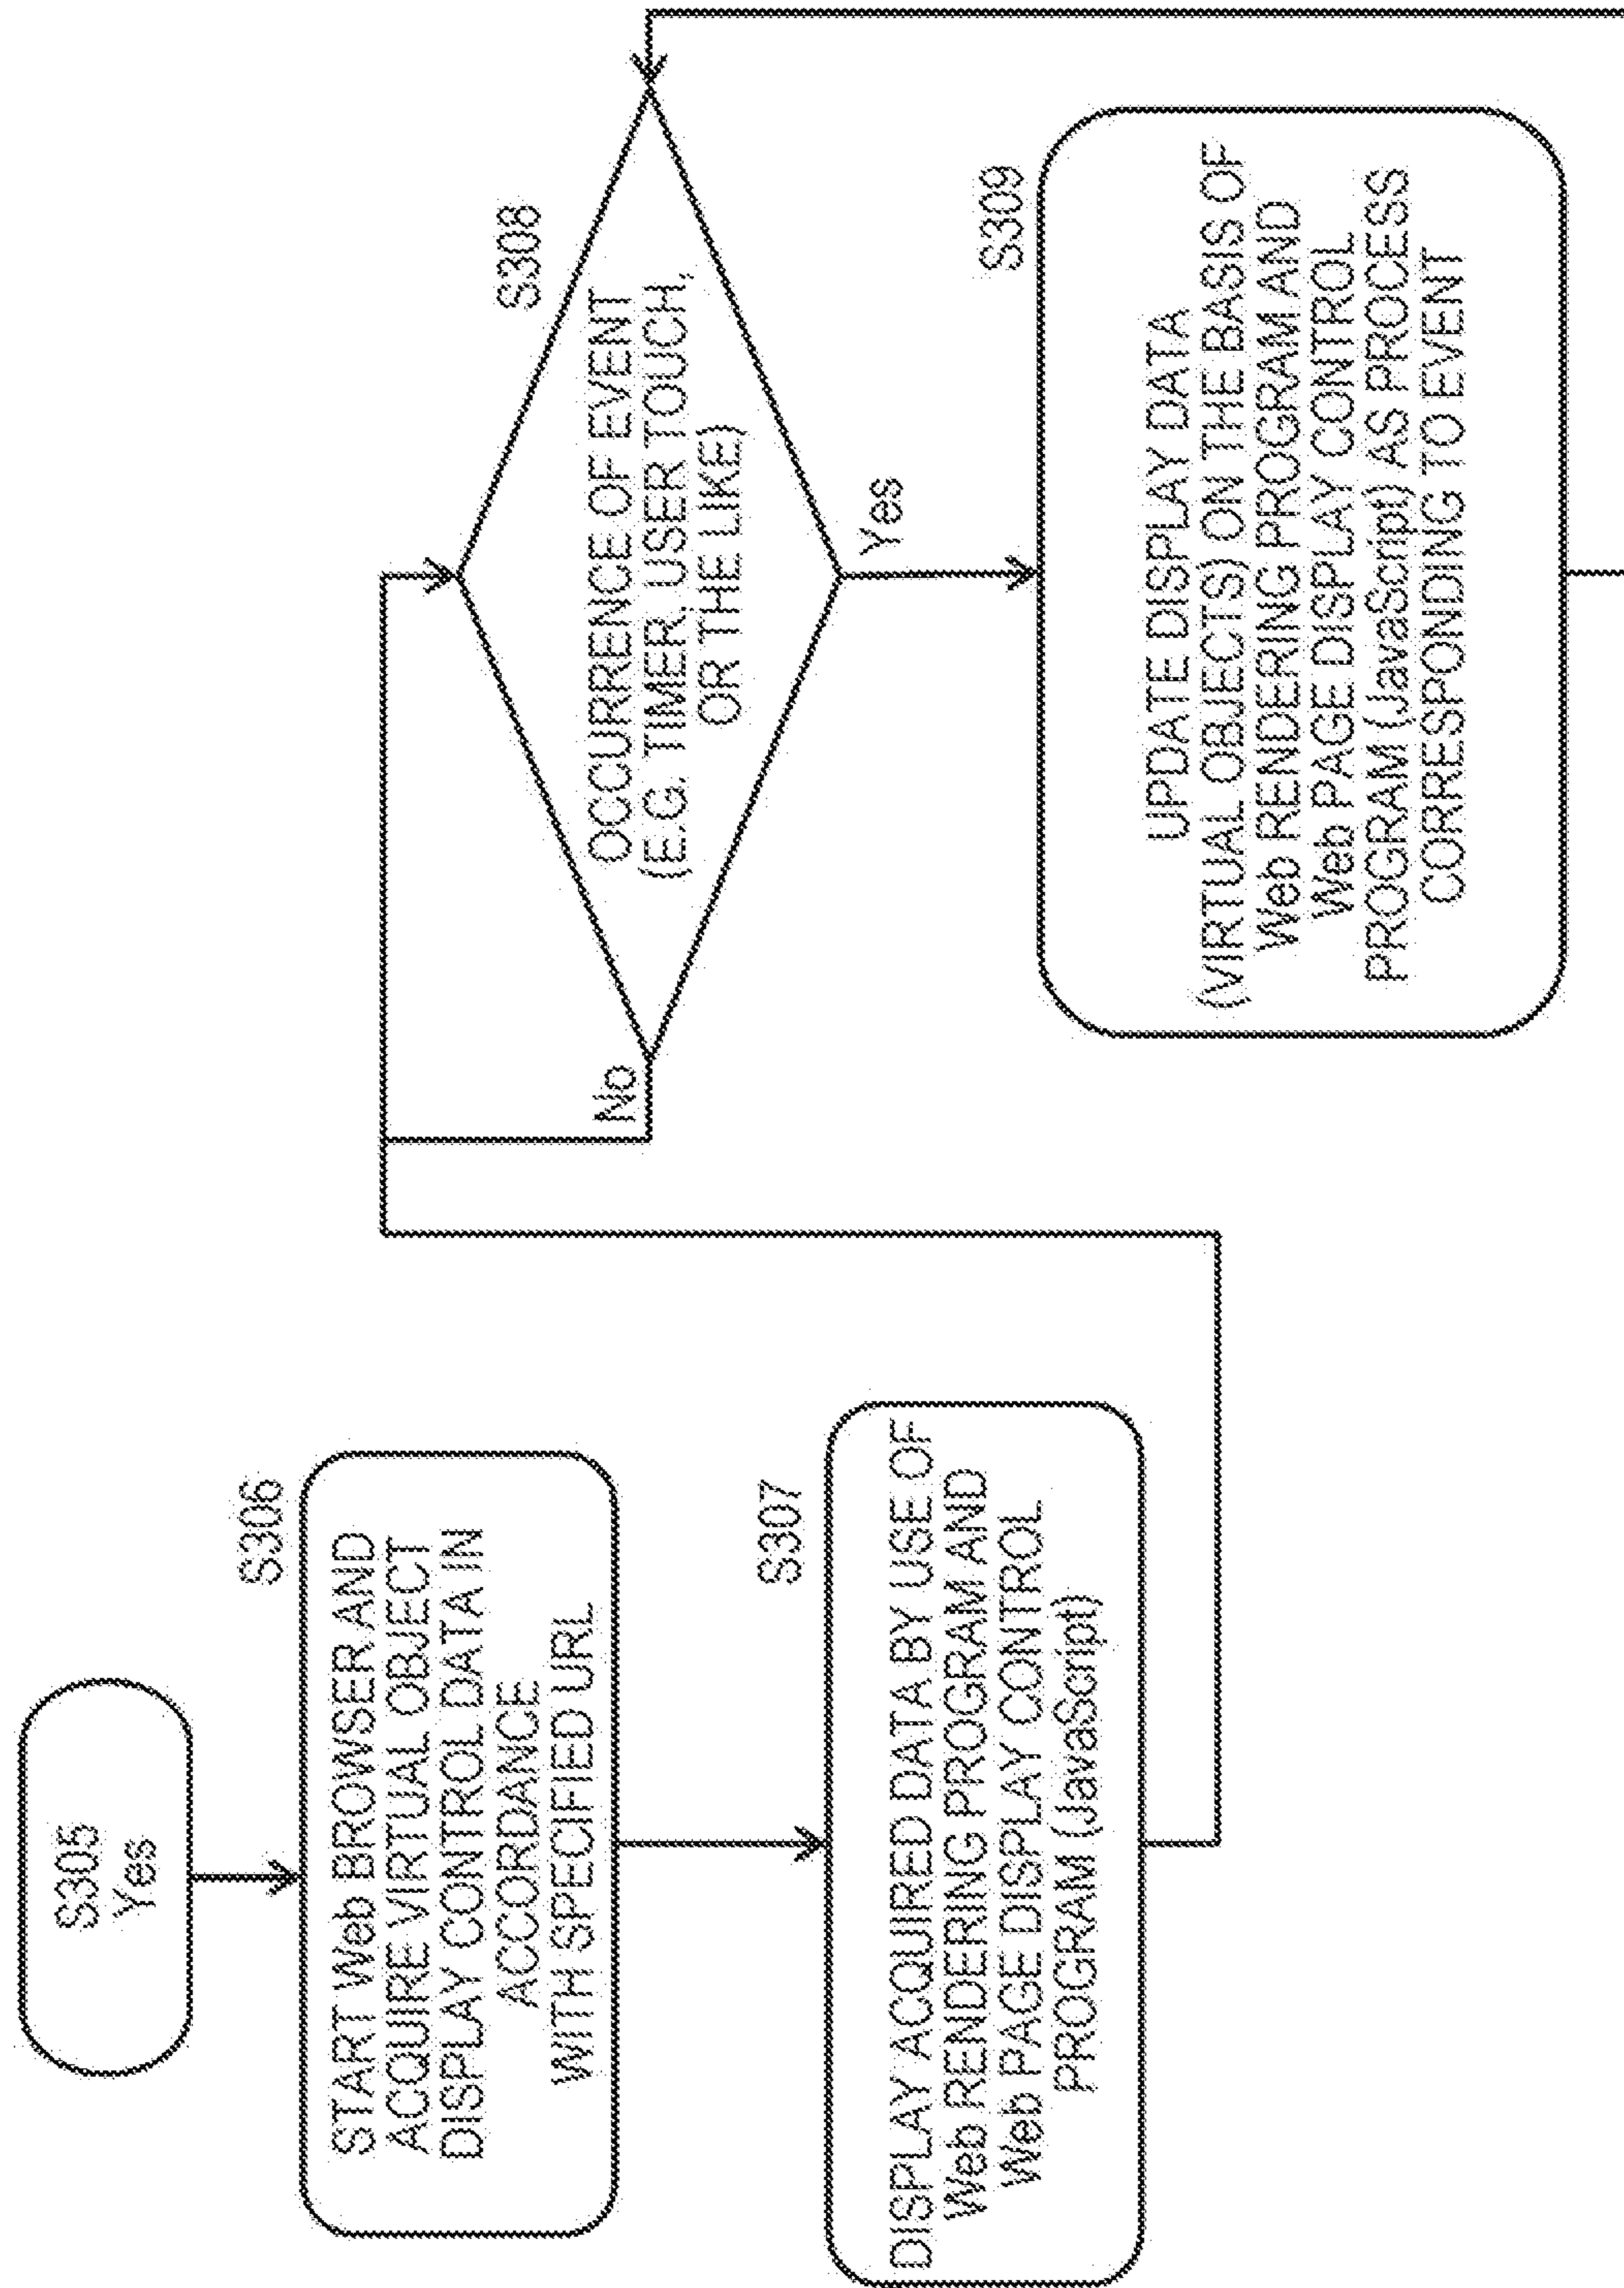 S305
Yes
S306
START Web BROWSER AND
ACQUIRE VIRTUAL OBJECT
DISPLAY CONTROL DATA IN
ACCORDANCE
WITH SPECIFIED URL
S307
DISPLAY ACQUIRED DATA BY USE OF
Web RENDERING PROGRAM AND
Web PAGE DISPLAY CONTROL
PROGRAM (JavaScript)
S308
OCCURRENCE OF EVENT
(E.G. TIMER, USER TOUCH,
OR THE LIKE)
No
Yes
S309
UPDATE DISPLAY DATA
(VIRTUAL OBJECTS) ON THE BASIS OF
Web RENDERING PROGRAM AND
Web PAGE DISPLAY CONTROL
PROGRAM (JavaScript) AS PROCESS
CORRESPONDING TO EVENT